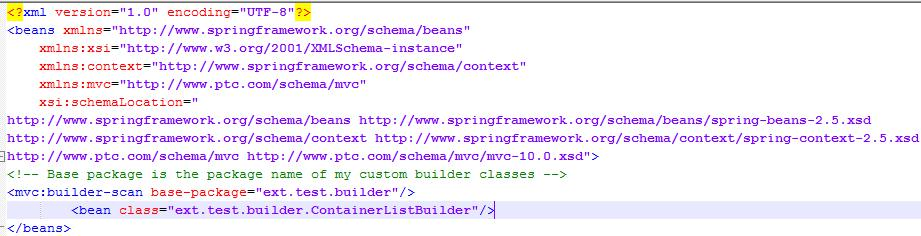 <?xml version="1.0" encoding="UTF-8"?>
<beans xmlns="http://www.springframework.org/schema/beans"
xmlns:xsi="http://www.w3.org/2001/XMLSchema-instance"
xmlns:context="http://www.springframework.org/schema/context"
xmlns:mvc="http://www.ptc.com/schema/mvc"
xsi:schemaLocation="
http://www.springframework.org/schema/beans http://www.springframework.org/schema/beans/spring-beans-2.5.xsd
http://www.springframework.org/schema/context http://www.springframework.org/schema/context/spring-context-2.5.xsd
http://www.ptc.com/schema/mvc http://www.ptc.com/schema/mvc/mvc-10.0.xsd">
<!-- Base package is the package name of my custom builder classes -->
<mvc:builder-scan base-package="ext.test.builder"/>
<bean class="ext.test.builder.ContainerListBuilder"/>
</beans>